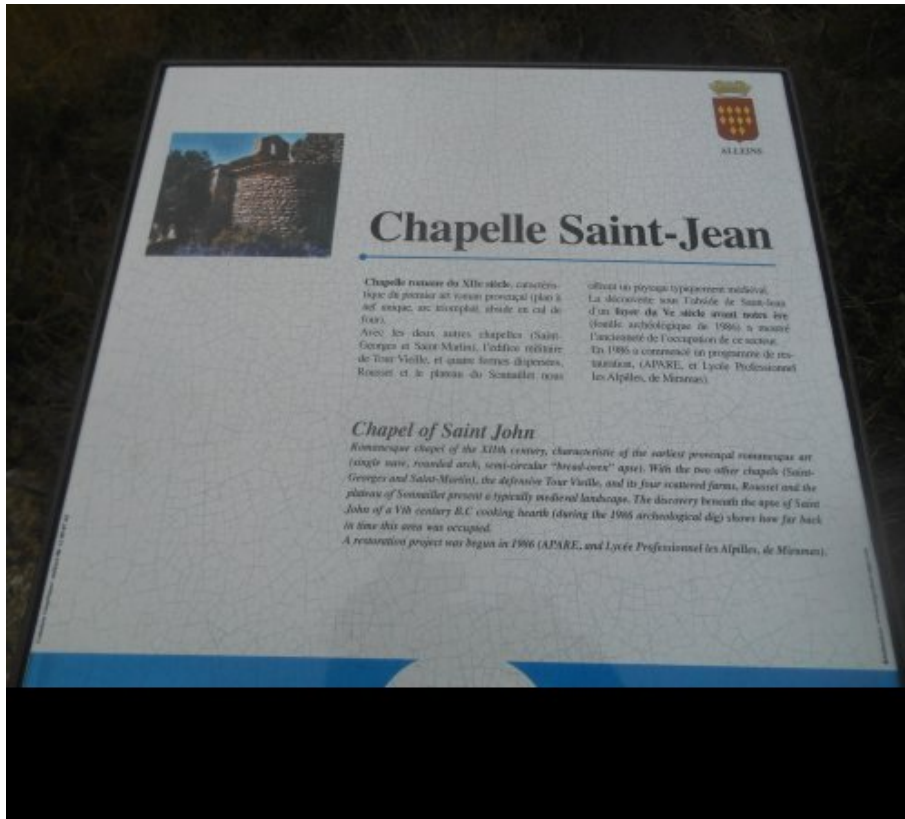 ALLEINS
Chapelle Saint-Jean
Chapelle romane du XIIe siècle, caractéris-
tique du premier art roman provençal (plan à
nef unique, arc triomphal, abside en cul de
four).
Avec les deux autres chapelles (Saint-
Georges et Saint-Martin), l'édifice militaire
de Tour Vieille, et quatre fermes dispersées,
Rousset et le plateau du Sonnaillet nous
offrent un paysage typiquement médiéval.
La découverte sous l'abside de Saint-Jean
d'un foyer du Ve siècle avant notre ère
(fouille archéologique de 1986) a montré
l'ancienneté de l'occupation de ce secteur.
En 1986 a commencé un programme de res-
tauration, (APARE, et Lycée Professionnel
les Alpilles, de Miramas).
Chapel of Saint John
Romanesque chapel of the XIIth century, characteristic of the earliest provençal romanesque art
(single nave, rounded arch, semi-circular "bread-oven" apse). With the two other chapels (Saint-
Georges and Saint-Martin), the defensive Tour Vieille, and its four scattered farms, Rousset and the
plateau of Sonnaillet present a typically medieval landscape. The discovery beneath the apse of Saint
John of a Vth century B.C cooking hearth (during the 1986 archeological dig) shows how far back
in time this area was occupied.
A restoration project was begun in 1986 (APARE, and Lycée Professionnel les Alpilles, de Miramas).